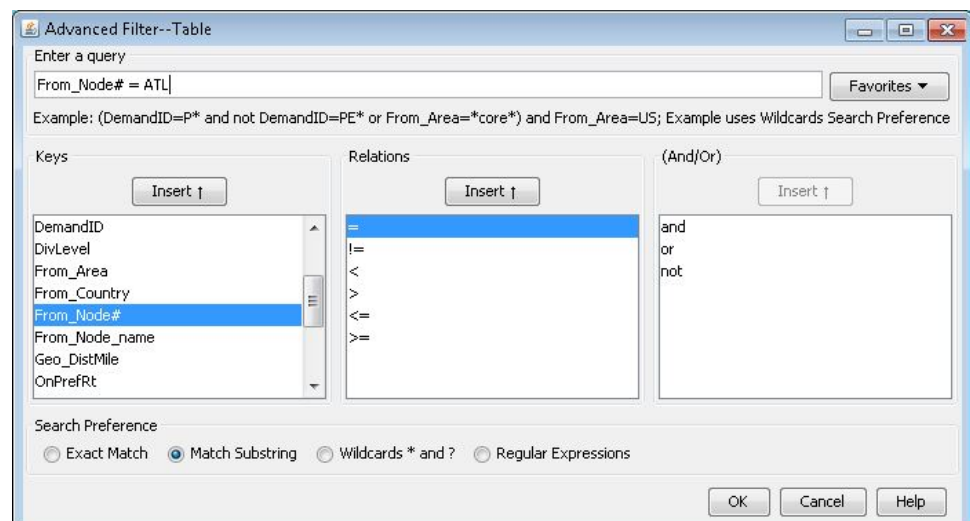 Advanced Filter--Table
Enter a query
From_Node# = ATL
Favorites
Example: (DemandID=P* and not DemandID=PE* or From_Area=*core*) and From_Area=US; Example uses Wildcards Search Preference
Keys
Relations
(And/Or)
Insert ↑
Insert ↑
Insert ↑
DemandID
DivLevel
From_Area
From_Country
From_Node#
From_Node_name
Geo_DistMile
OnPrefRt
=
!=
<
>
<=
>=
and
or
not
Search Preference
Exact Match
Match Substring
Wildcards * and ?
Regular Expressions
OK
Cancel
Help